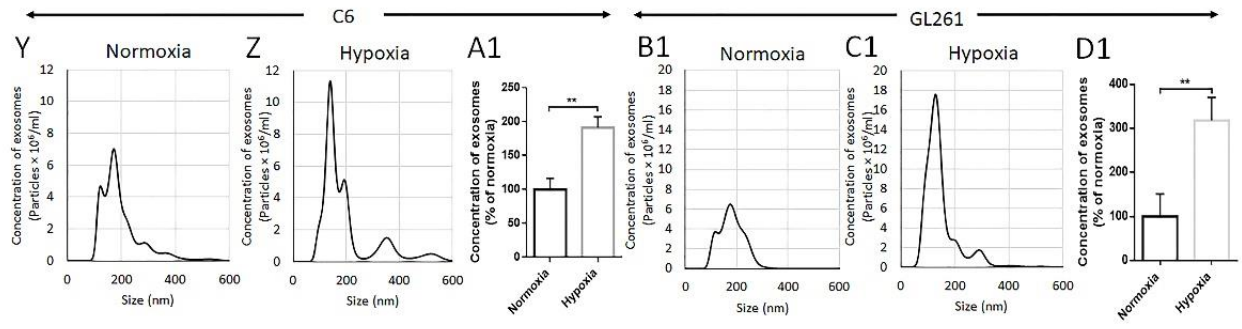 C6
GL261
Y
Normoxia
Concentration of exosomes
(Particles × 10⁶/ml)
12
10
8
6
4
2
0
0 200 400 600
Size (nm)
Z
Hypoxia
Concentration of exosomes
(Particles × 10⁶/ml)
12
10
8
6
4
2
0
0 200 400 600
Size (nm)
A1
Concentration of exosomes
(% of normoxia)
250
200
150
100
50
0
**
Normoxia
Hypoxia
B1
Normoxia
Concentration of exosomes
(Particles × 10⁶/ml)
20
18
16
14
12
10
8
6
4
2
0
0 200 400 600
Size (nm)
C1
Hypoxia
Concentration of exosomes
(Particles × 10⁶/ml)
20
18
16
14
12
10
8
6
4
2
0
0 200 400 600
Size (nm)
D1
Concentration of exosomes
(% of normoxia)
400
300
200
100
0
**
Normoxia
Hypoxia